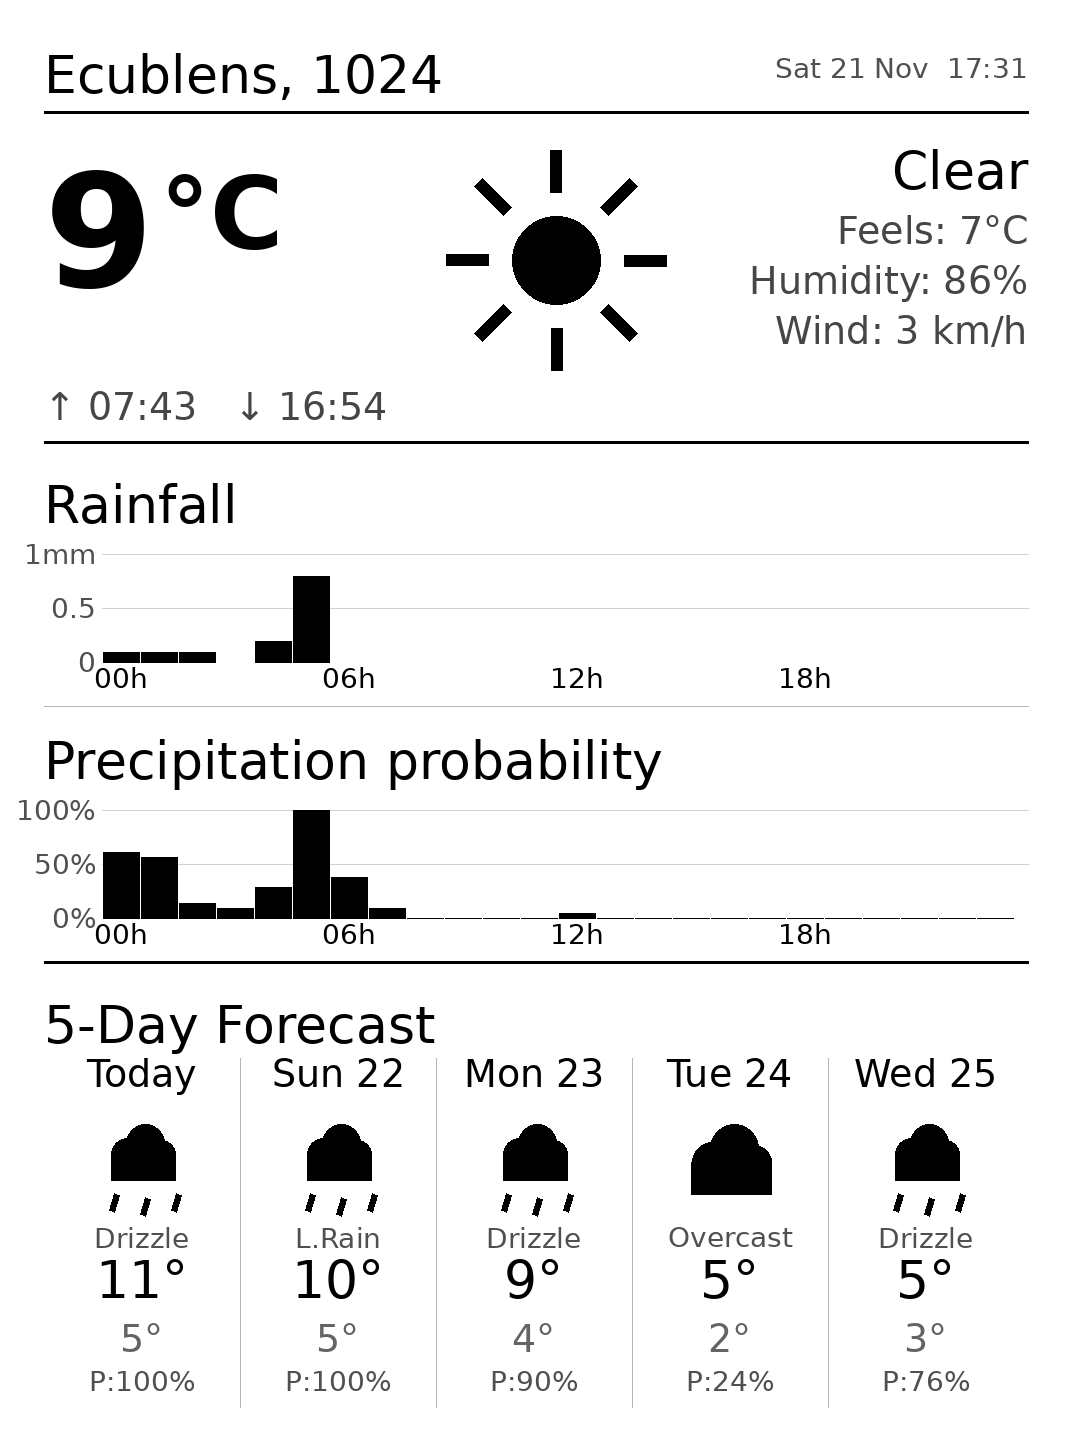 Ecublens, 1024
Sat 21 Nov  17:31
9 °C
Clear
Feels: 7°C
Humidity: 86%
Wind: 3 km/h
↑ 07:43   ↓ 16:54
Rainfall
1mm
0.5
0
00h 06h 12h 18h
Precipitation probability
100%
50%
0%
00h 06h 12h 18h
5-Day Forecast
Today Sun 22 Mon 23 Tue 24 Wed 25
Drizzle L.Rain Drizzle Overcast Drizzle
11° 10° 9° 5° 5°
5° 5° 4° 2° 3°
P:100% P:100% P:90% P:24% P:76%